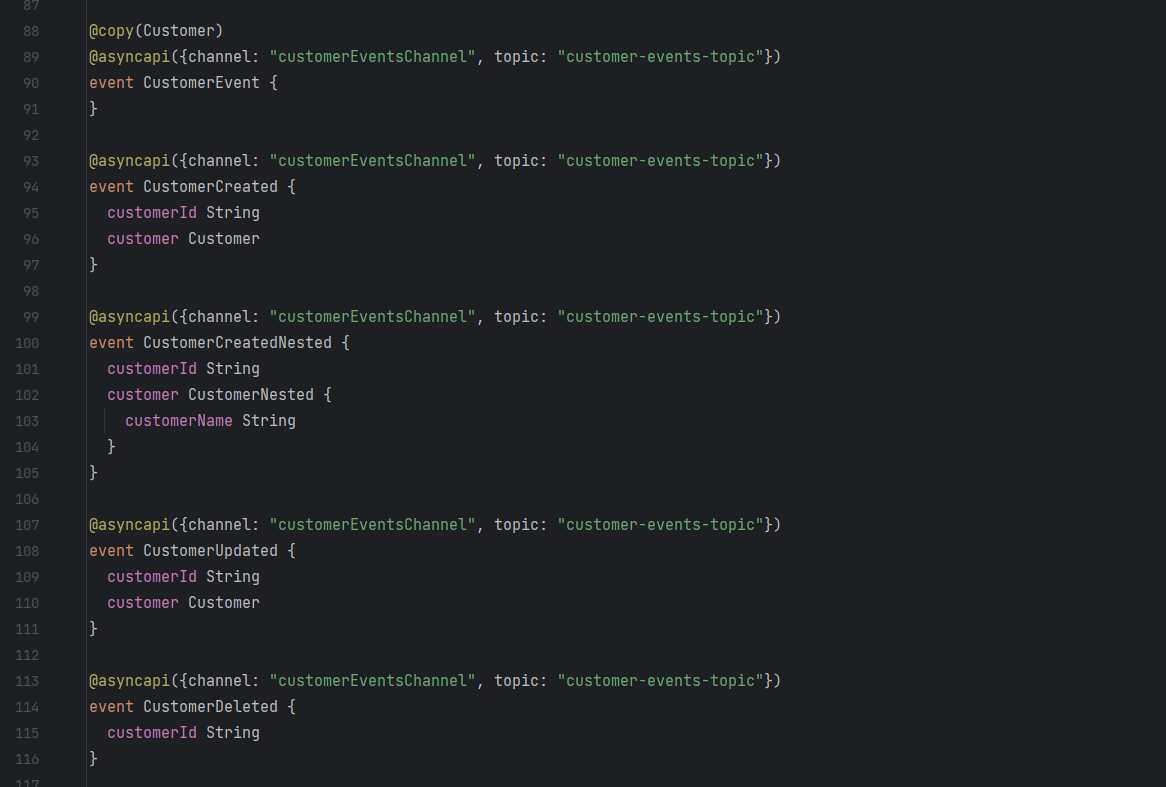 87
88 @copy(Customer)
89 @asyncapi({channel: "customerEventsChannel", topic: "customer-events-topic"})
90 event CustomerEvent {
91 }
92
93 @asyncapi({channel: "customerEventsChannel", topic: "customer-events-topic"})
94 event CustomerCreated {
95   customerId String
96   customer Customer
97 }
98
99 @asyncapi({channel: "customerEventsChannel", topic: "customer-events-topic"})
100 event CustomerCreatedNested {
101   customerId String
102   customer CustomerNested {
103     customerName String
104   }
105 }
106
107 @asyncapi({channel: "customerEventsChannel", topic: "customer-events-topic"})
108 event CustomerUpdated {
109   customerId String
110   customer Customer
111 }
112
113 @asyncapi({channel: "customerEventsChannel", topic: "customer-events-topic"})
114 event CustomerDeleted {
115   customerId String
116 }
117